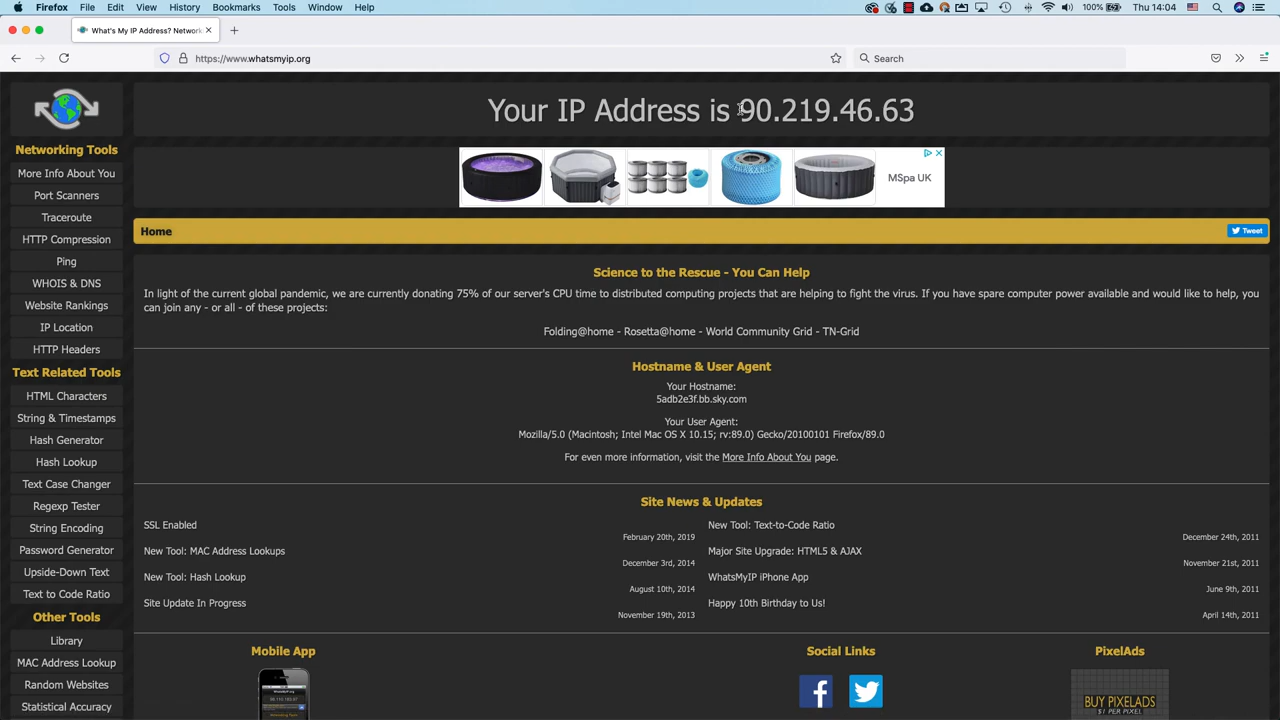 Firefox File Edit View History Bookmarks Tools Window Help 100% Thu 14:04
What's My IP Address? Network
https://www.whatsmyip.org
Search
Your IP Address is 90.219.46.63
MSpa UK
Home
Tweet
Networking Tools
More Info About You
Port Scanners
Traceroute
HTTP Compression
Ping
WHOIS & DNS
Website Rankings
IP Location
HTTP Headers
Text Related Tools
HTML Characters
String & Timestamps
Hash Generator
Hash Lookup
Text Case Changer
Regexp Tester
String Encoding
Password Generator
Upside-Down Text
Text to Code Ratio
Other Tools
Library
MAC Address Lookup
Random Websites
Statistical Accuracy
Science to the Rescue - You Can Help
In light of the current global pandemic, we are currently donating 75% of our server's CPU time to distributed computing projects that are helping to fight the virus. If you have spare computer power available and would like to help, you
can join any - or all - of these projects:
Folding@home - Rosetta@home - World Community Grid - TN-Grid
Hostname & User Agent
Your Hostname:
5adb2e3f.bb.sky.com
Your User Agent:
Mozilla/5.0 (Macintosh; Intel Mac OS X 10.15; rv:89.0) Gecko/20100101 Firefox/89.0
For even more information, visit the More Info About You page.
Site News & Updates
SSL Enabled
February 20th, 2019
New Tool: MAC Address Lookups
December 3rd, 2014
New Tool: Hash Lookup
August 10th, 2014
Site Update In Progress
November 19th, 2013
New Tool: Text-to-Code Ratio
December 24th, 2011
Major Site Upgrade: HTML5 & AJAX
November 21st, 2011
WhatsMyIP iPhone App
June 9th, 2011
Happy 10th Birthday to Us!
April 14th, 2011
Mobile App
Social Links
PixelAds
BUY PIXELADS
$1 PER PIXEL